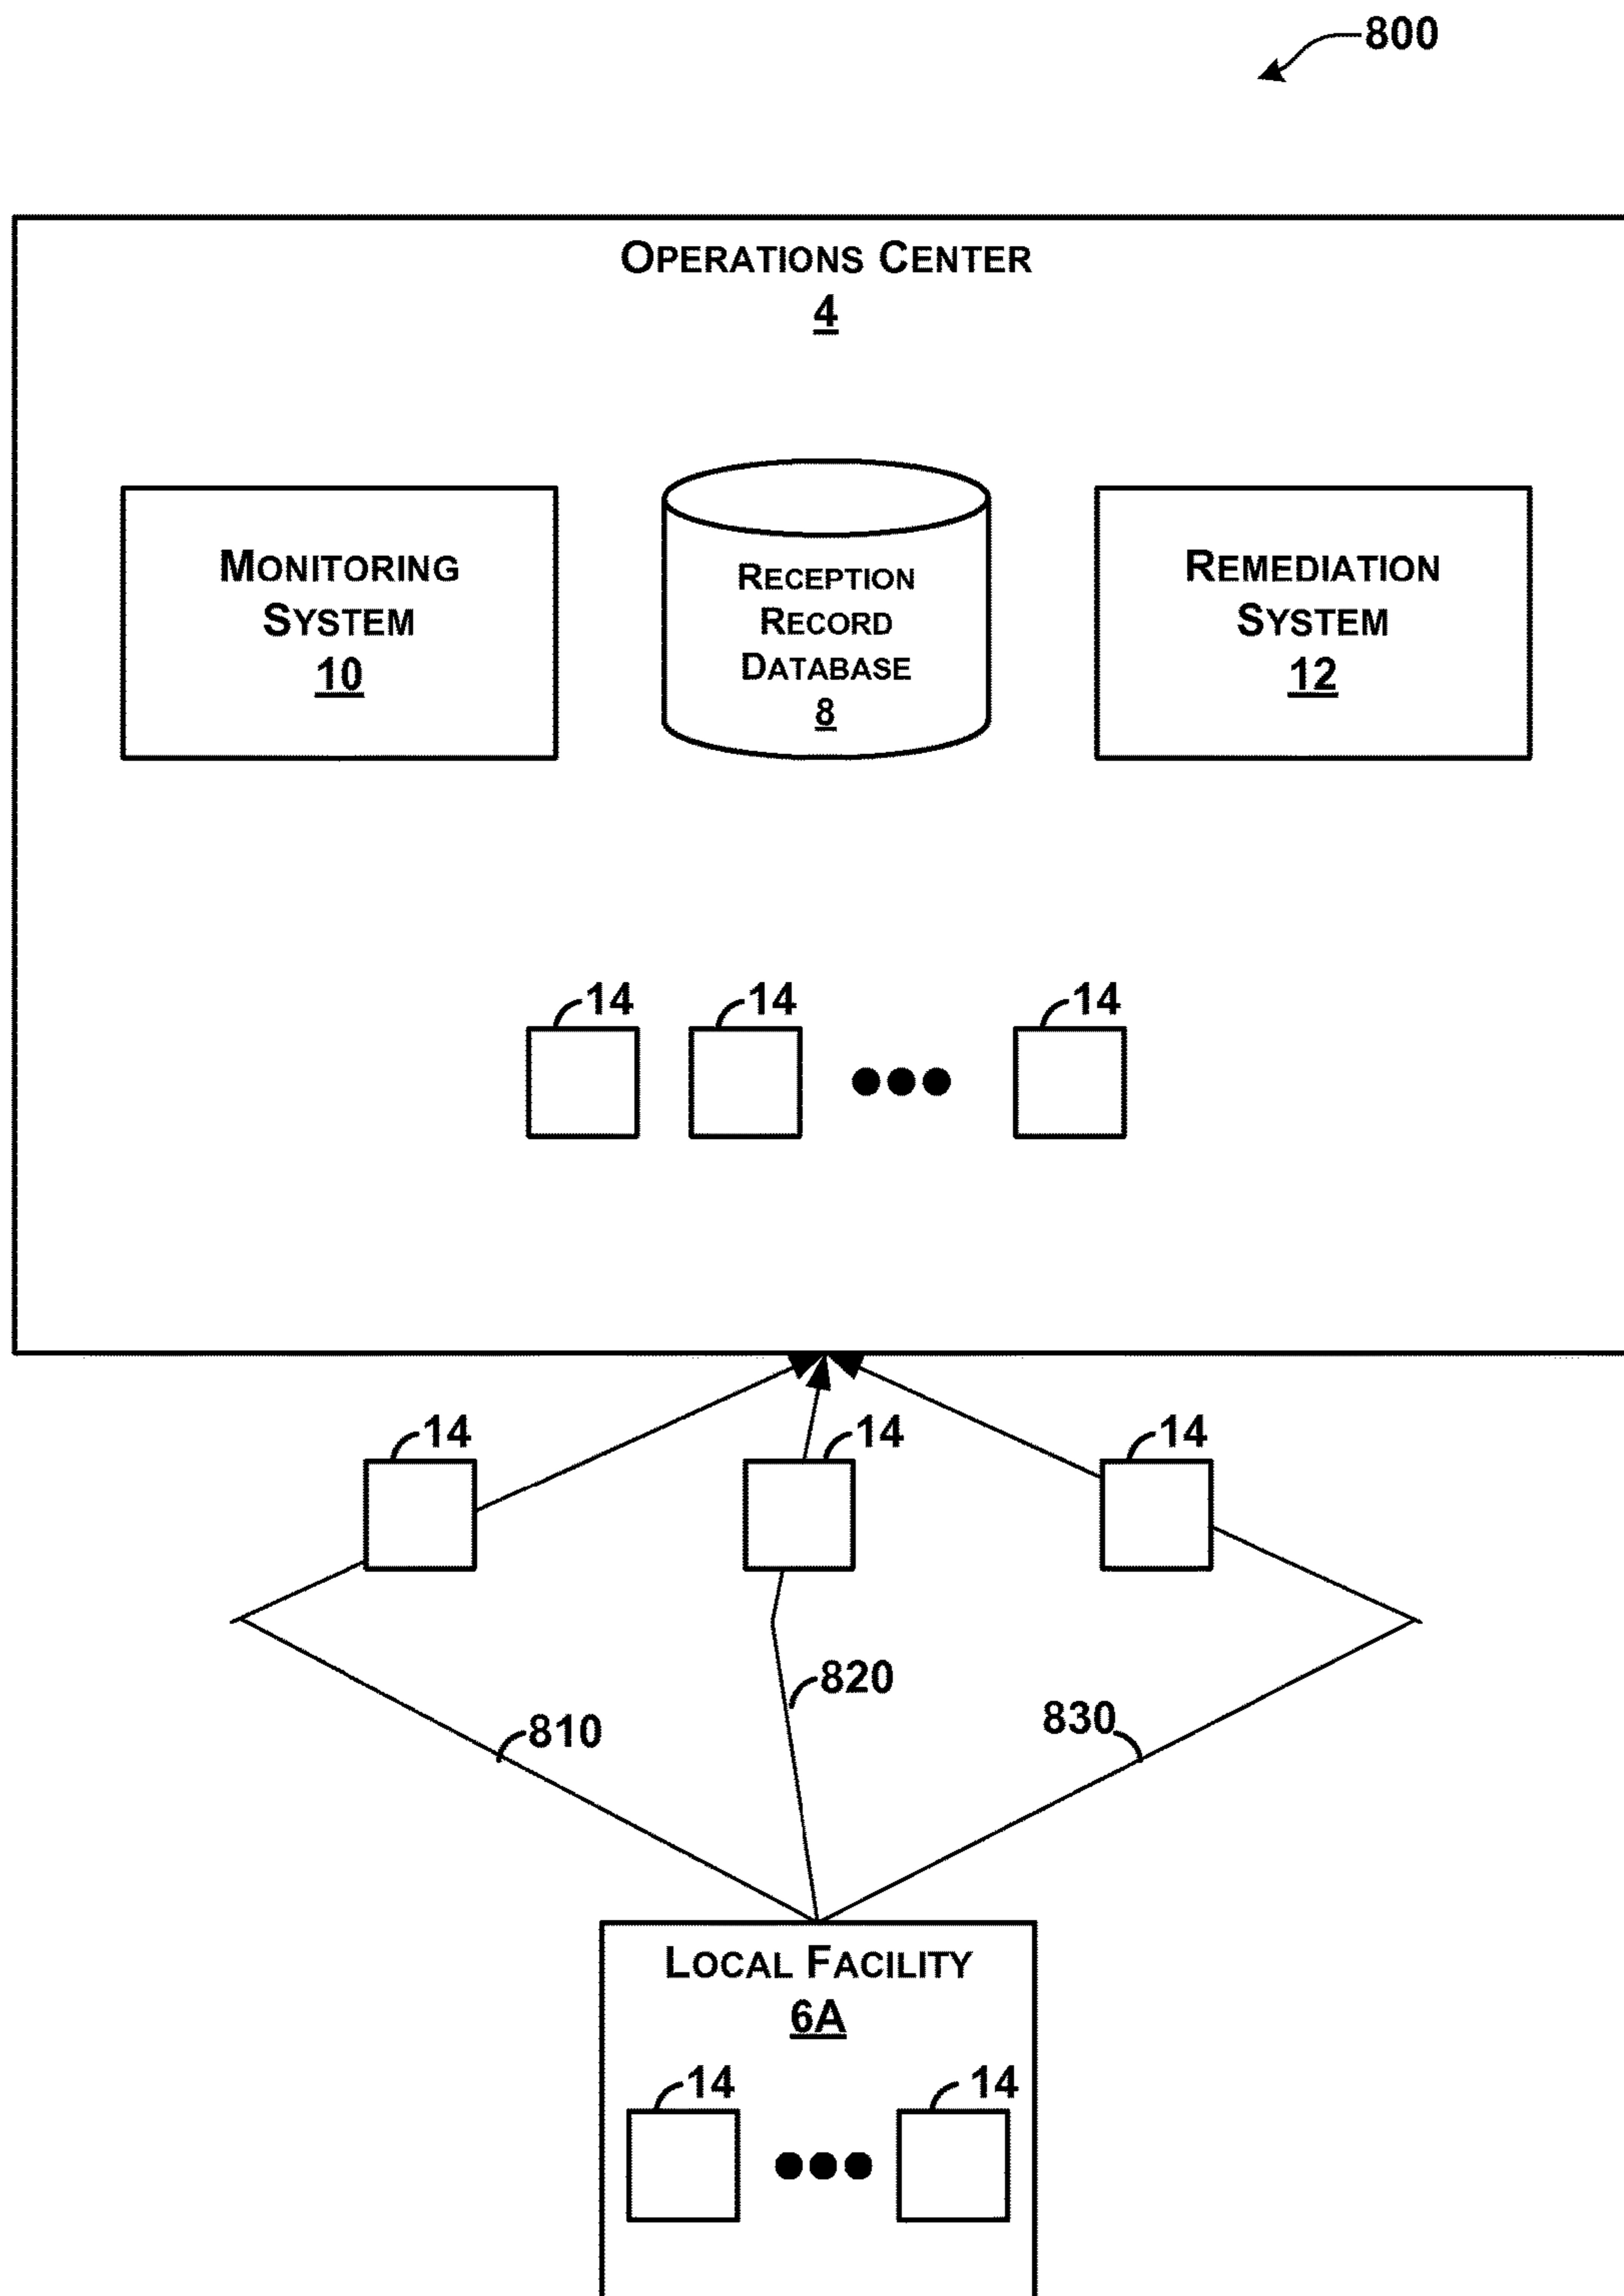 800
OPERATIONS CENTER
4
MONITORING
SYSTEM
10
RECEPTION
RECORD
DATABASE
8
REMEDIATION
SYSTEM
12
14
14
14
14
14
14
820
810
830
LOCAL FACILITY
6A
14
14